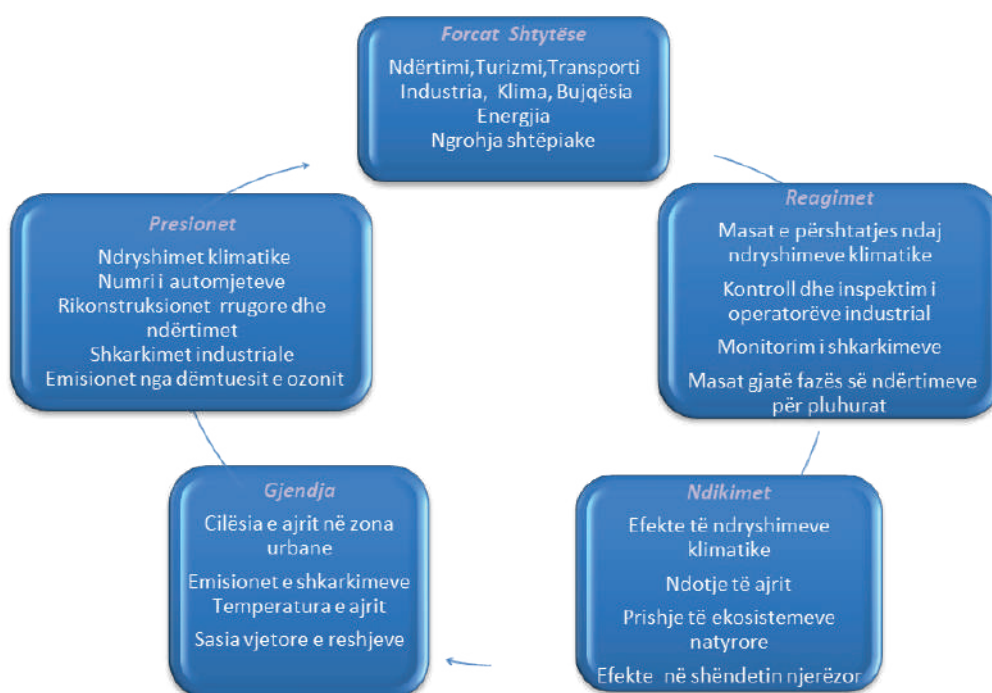 Forcat Shtytëse
Ndërtimi,Turizmi,Transporti
Industria, Klima, Bujqësia
Energjia
Ngrohja shtëpiake
Reagimet
Masat e përshtatjes ndaj
ndryshimeve klimatike
Kontroll dhe inspektim i
operatorëve industrial
Monitorim i shkarkimeve
Masat gjatë fazës së ndërtimeve
për pluhurat
Ndikimet
Efekte të ndryshimeve
klimatike
Ndotje të ajrit
Prishje të ekosistemeve
natyrore
Efekte në shëndetin njerëzor
Gjendja
Cilësia e ajrit në zona
urbane
Emisionet e shkarkimeve
Temperatura e ajrit
Sasia vjetore e reshjeve
Presionet
Ndryshimet klimatike
Numri i automjeteve
Rikonstruksionet rrugore dhe
ndërtimet
Shkarkimet industriale
Emisionet nga dëmtuesit e ozonit